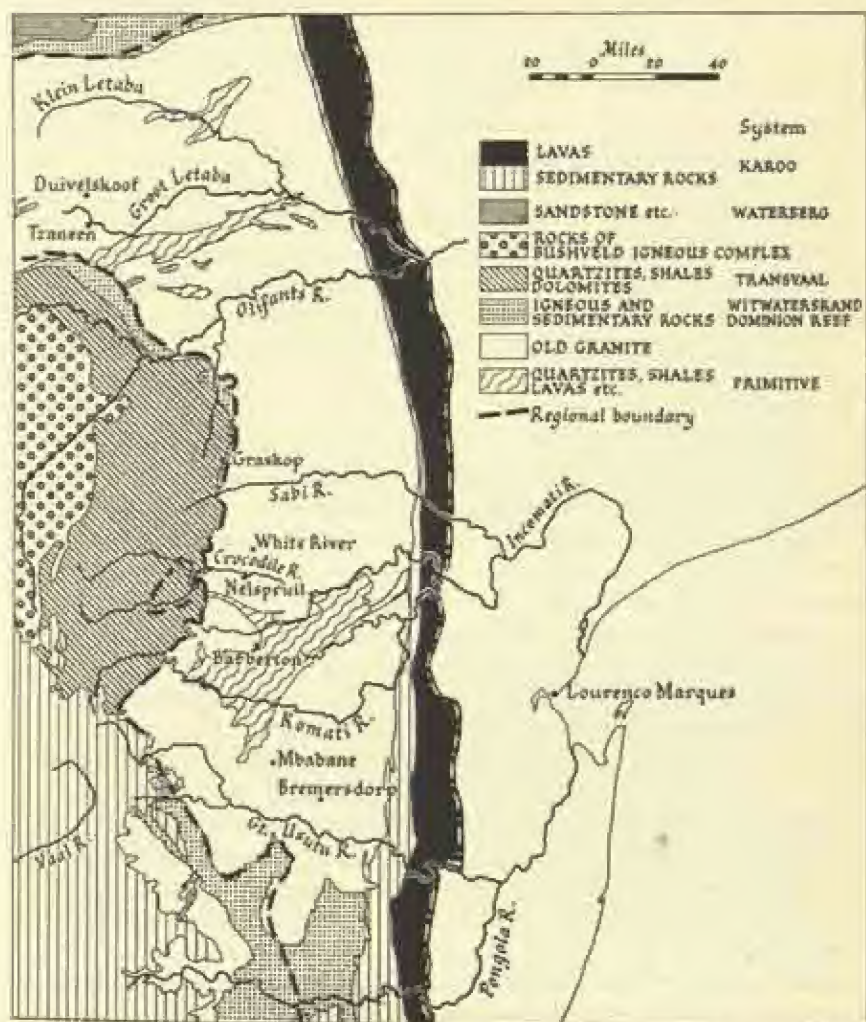 Miles
20 0 20 40
System
LAVAS
KAROO
SEDIMENTARY ROCKS
SANDSTONE etc. WATERBERG
ROCKS OF
BUSHVELD IGNEOUS COMPLEX
QUARTZITES, SHALES
DOLOMITES
TRANSVAAL
IGNEOUS AND WITWATERSRAND
SEDIMENTARY ROCKS DOMINION REEF
OLD GRANITE
QUARTZITES, SHALES
LAVAS etc.
PRIMITIVE
Regional boundary
Klein Letaba
Duivelskoof
Groot Letaba
Tzaneen
Olifants R.
Graskop
Sabi R.
Incomati R.
White River
Crocodile R.
Nelspruit
Barberton
Lourenco Marques
Komati R.
Mbabane
Bremersdorp
Gt. Usutu R.
Vaal R.
Pongola R.